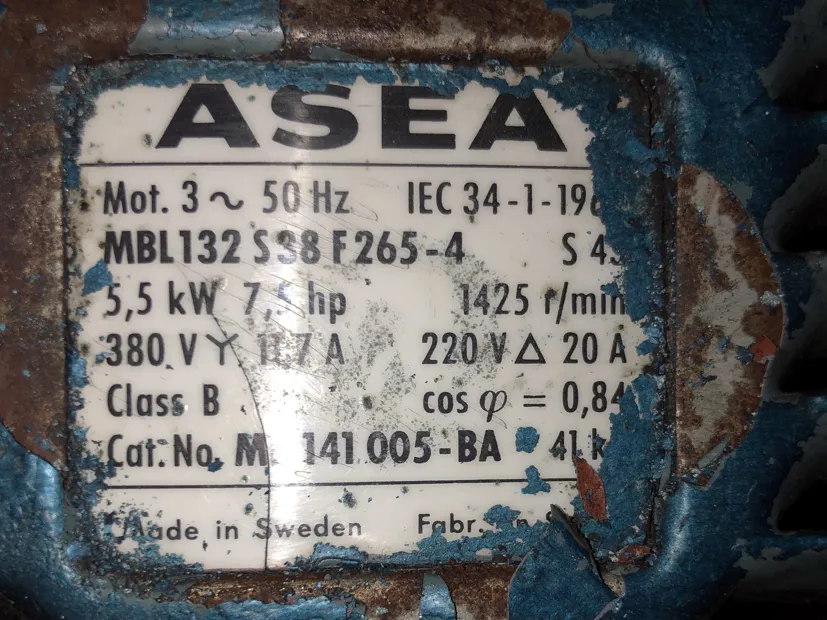 ASEA
Mot. 3 ~ 50 Hz IEC 34-1-196
MBL132 S38 F265-4 S 4
5,5 kW 7,5 hp 1425 r/min
380 V Y 11,7 A 220 V Δ 20 A
Class B cos φ = 0,84
Cat. No. M 141 005-BA 41 k
Made in Sweden Fabr.